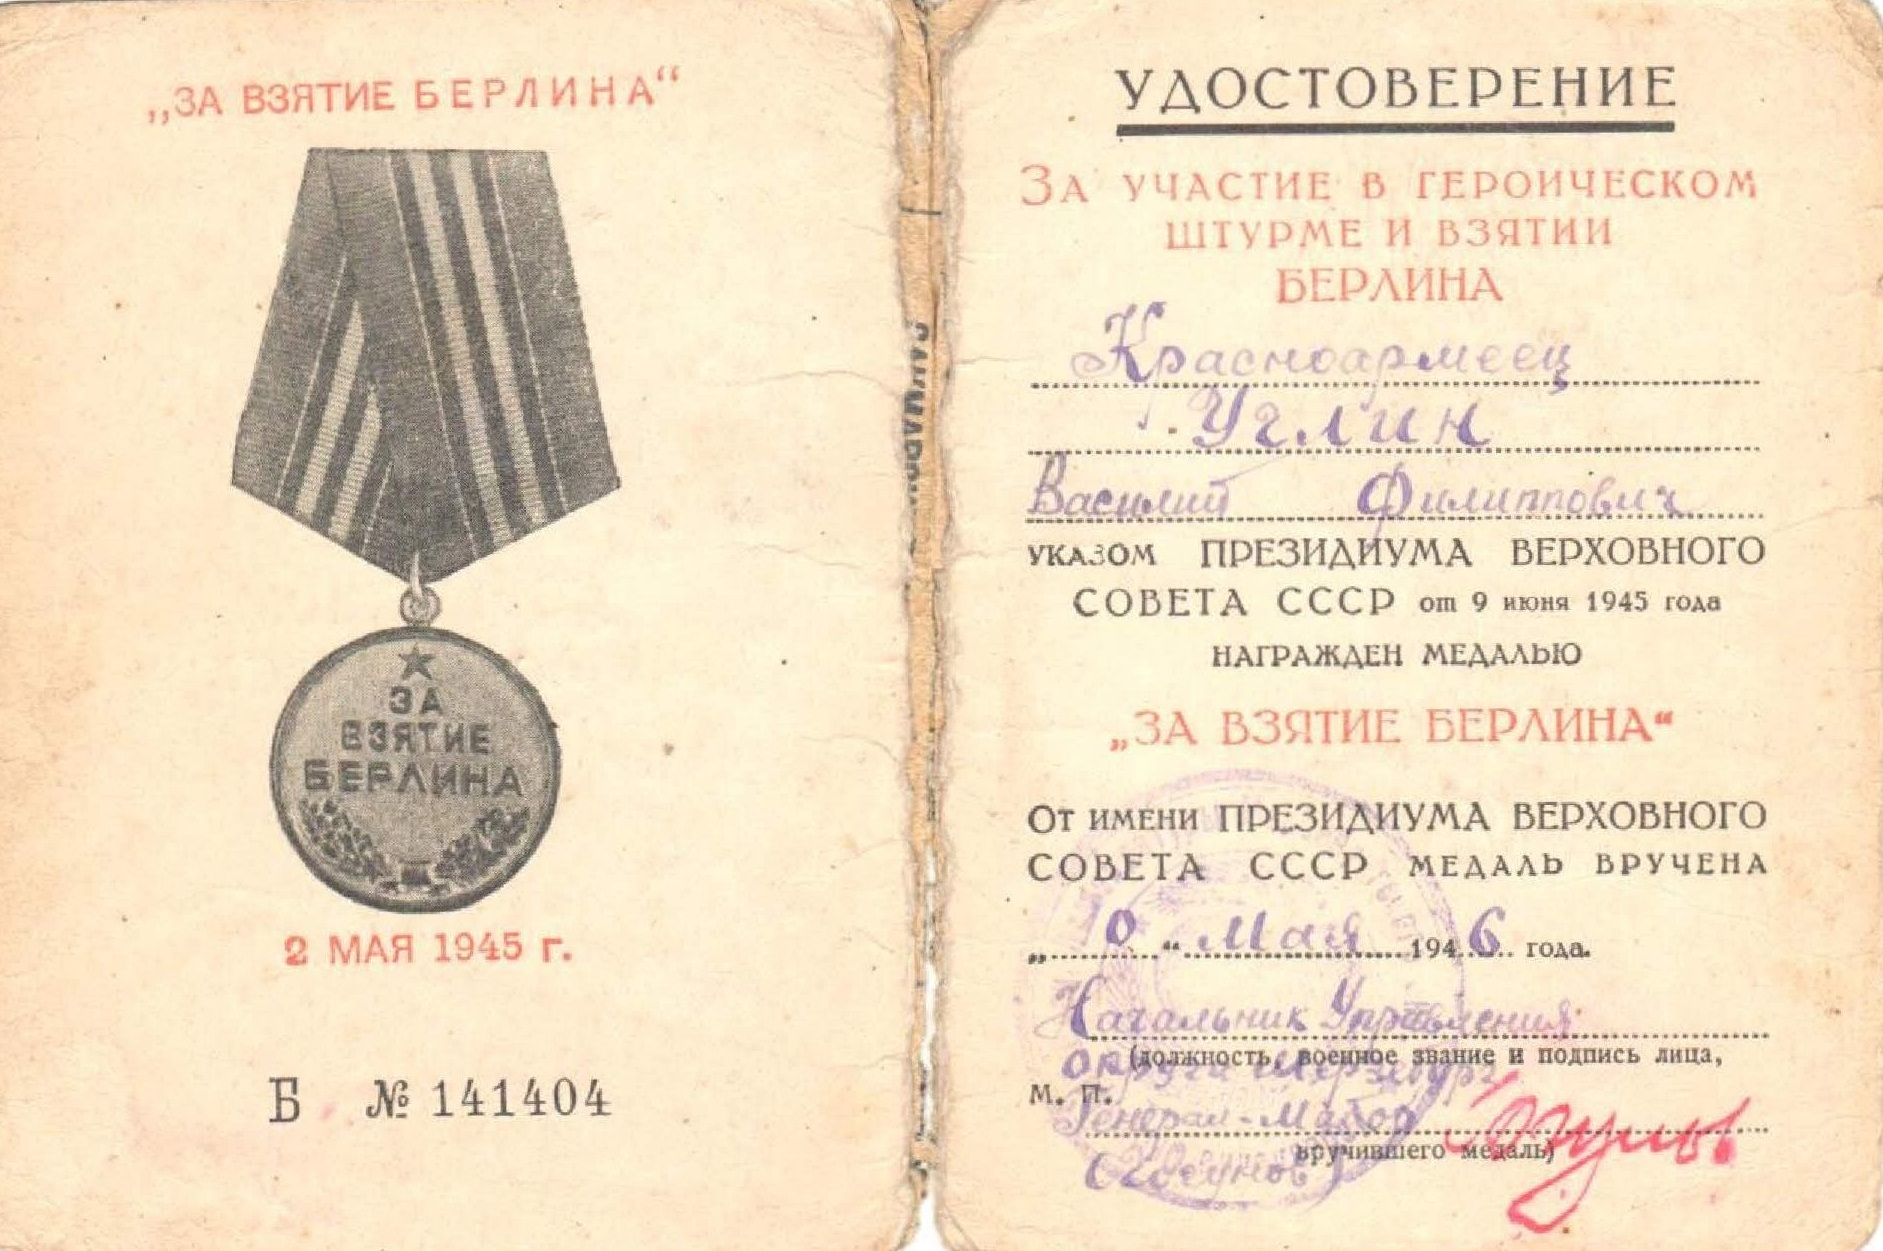 „ЗА ВЗЯТИЕ БЕРЛИНА“
ЗА
ВЗЯТИЕ
БЕРЛИНА
2 МАЯ 1945 г.
Б № 141404
УДОСТОВЕРЕНИЕ
ЗА УЧАСТИЕ В ГЕРОИЧЕСКОМ
ШТУРМЕ И ВЗЯТИИ
БЕРЛИНА
Красноармеец
Углин
Василий Филиппович
УКАЗОМ ПРЕЗИДИУМА ВЕРХОВНОГО
СОВЕТА СССР от 9 июня 1945 года
НАГРАЖДЕН МЕДАЛЬЮ
„ЗА ВЗЯТИЕ БЕРЛИНА“
ОТ ИМЕНИ ПРЕЗИДИУМА ВЕРХОВНОГО
СОВЕТА СССР МЕДАЛЬ ВРУЧЕНА
Мая 1946 года.
Начальник Управления
(должность, военное звание и подпись лица,
округа Мерзебург
М. П.
Генерал-Майор
вручившего медаль)